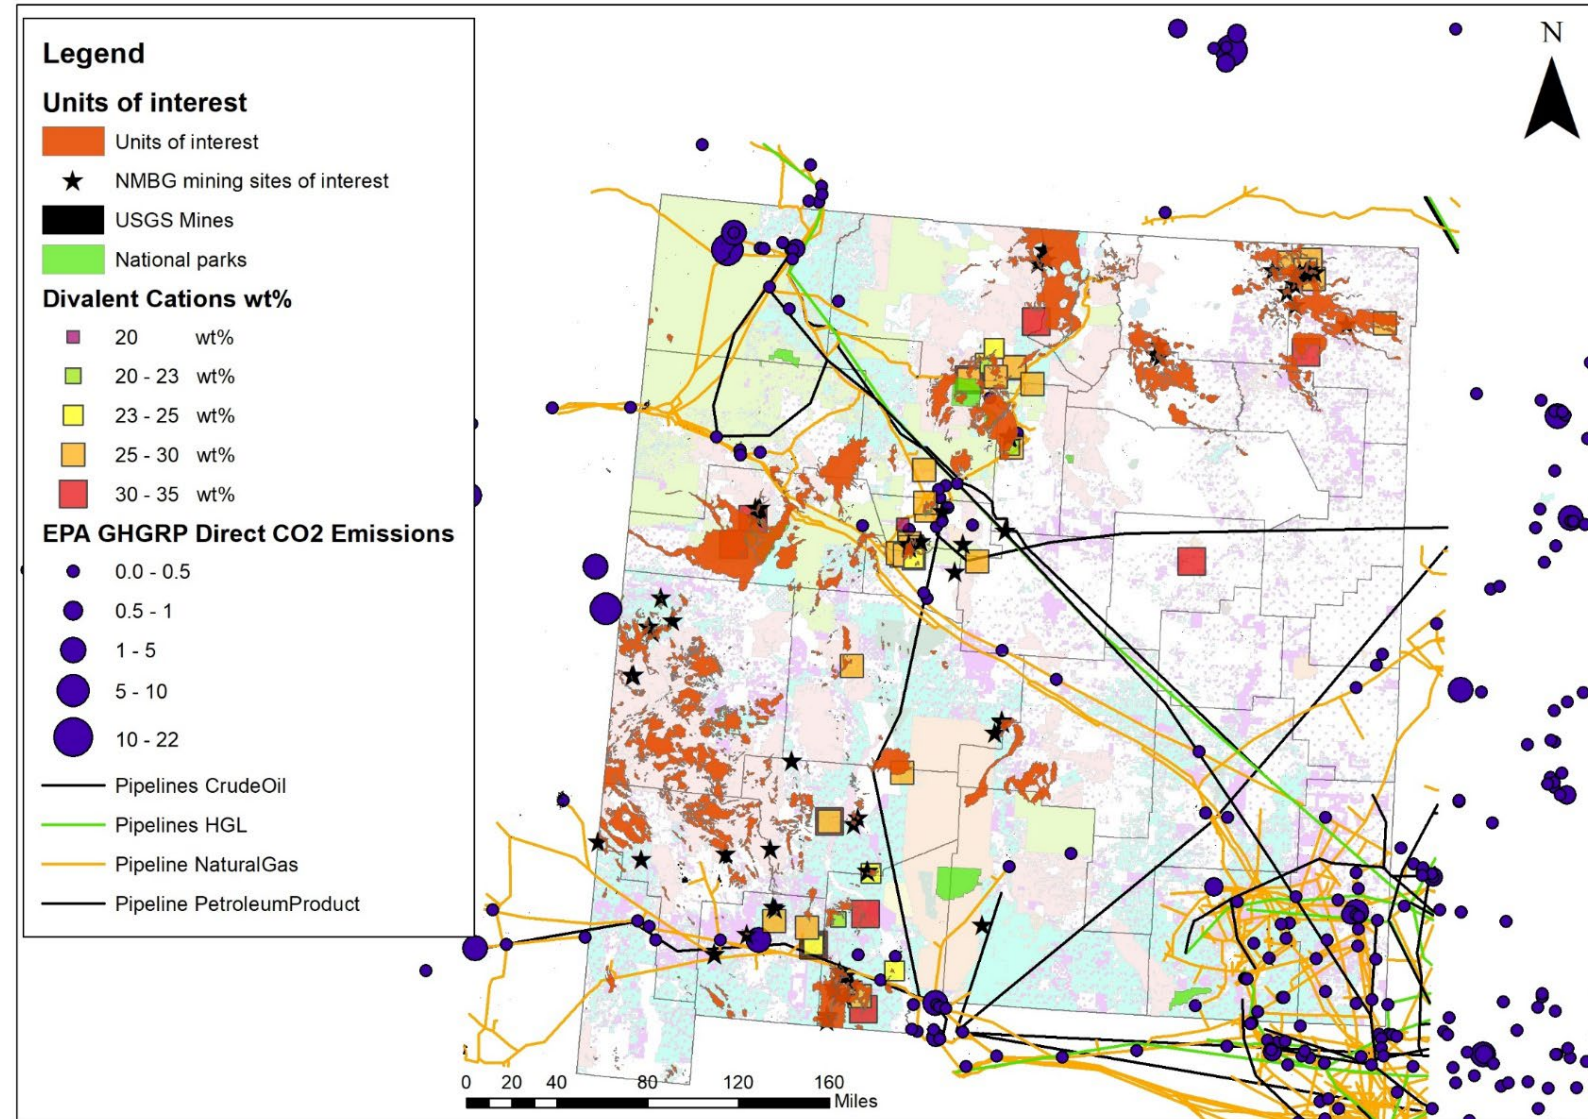 Legend
Units of interest
Units of interest
NMBG mining sites of interest
USGS Mines
National parks
Divalent Cations wt%
20 wt%
20 - 23 wt%
23 - 25 wt%
25 - 30 wt%
30 - 35 wt%
EPA GHGRP Direct CO2 Emissions
0.0 - 0.5
0.5 - 1
1 - 5
5 - 10
10 - 22
Pipelines CrudeOil
Pipelines HGL
Pipeline NaturalGas
Pipeline PetroleumProduct
N
0 20 40 80 120 160
Miles